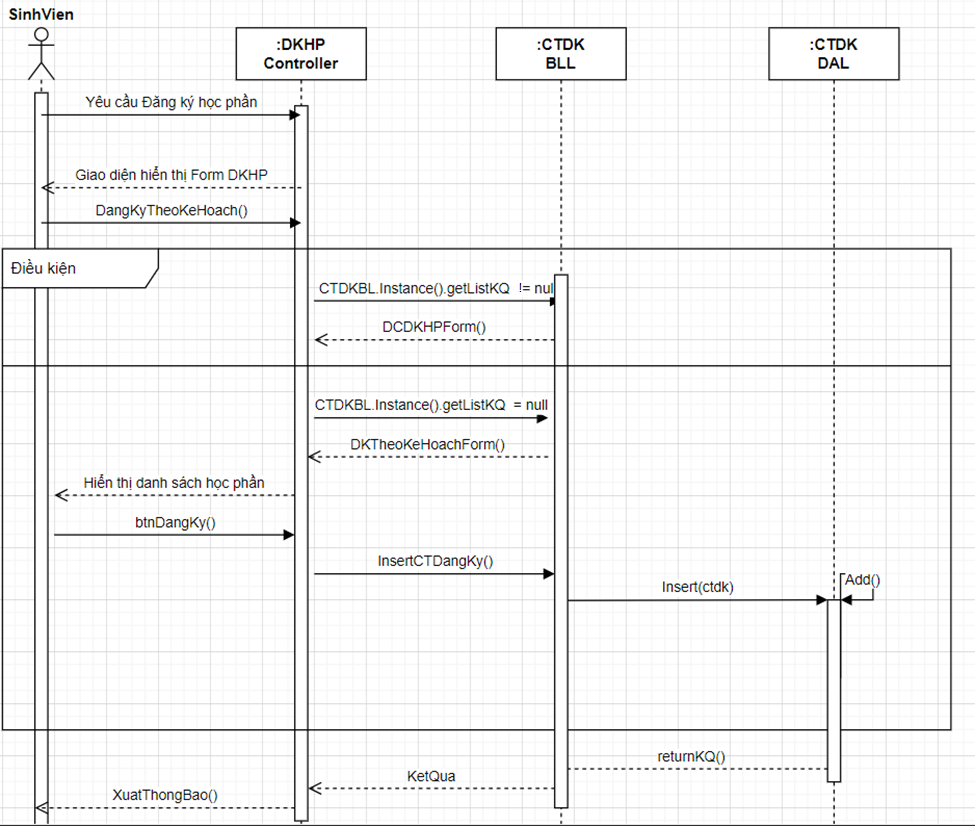 SinhVien
:DKHP
Controller
:CTDK
BLL
:CTDK
DAL
Yêu cầu Đăng ký học phần
Giao diện hiển thị Form DKHP
DangKyTheoKeHoach()
Điều kiện
CTDKBL.Instance().getListKQ != nul
DCDKHPForm()
CTDKBL.Instance().getListKQ = null
DKTheoKeHoachForm()
Hiển thị danh sách học phần
btnDangKy()
InsertCTDangKy()
Add()
Insert(ctdk)
returnKQ()
KetQua
XuatThongBao()